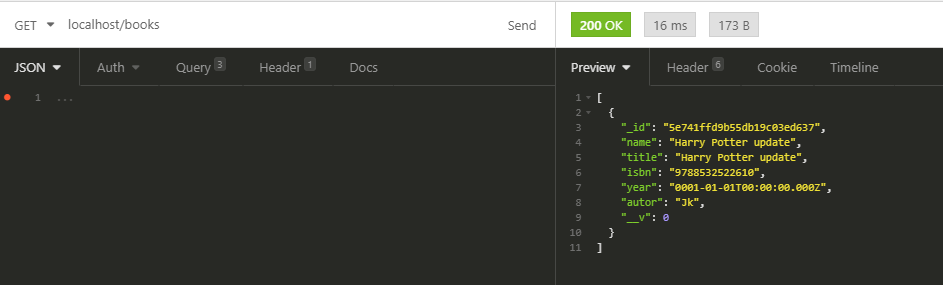 GET localhost/books Send 200 OK 16 ms 173 B
JSON Auth Query 3 Header 1 Docs Preview Header 6 Cookie Timeline
1 ...
1 [
2 {
3 "_id": "5e741ffd9b55db19c03ed637",
4 "name": "Harry Potter update",
5 "title": "Harry Potter update",
6 "isbn": "9788532522610",
7 "year": "0001-01-01T00:00:00.000Z",
8 "autor": "Jk",
9 "__v": 0
10 }
11 ]